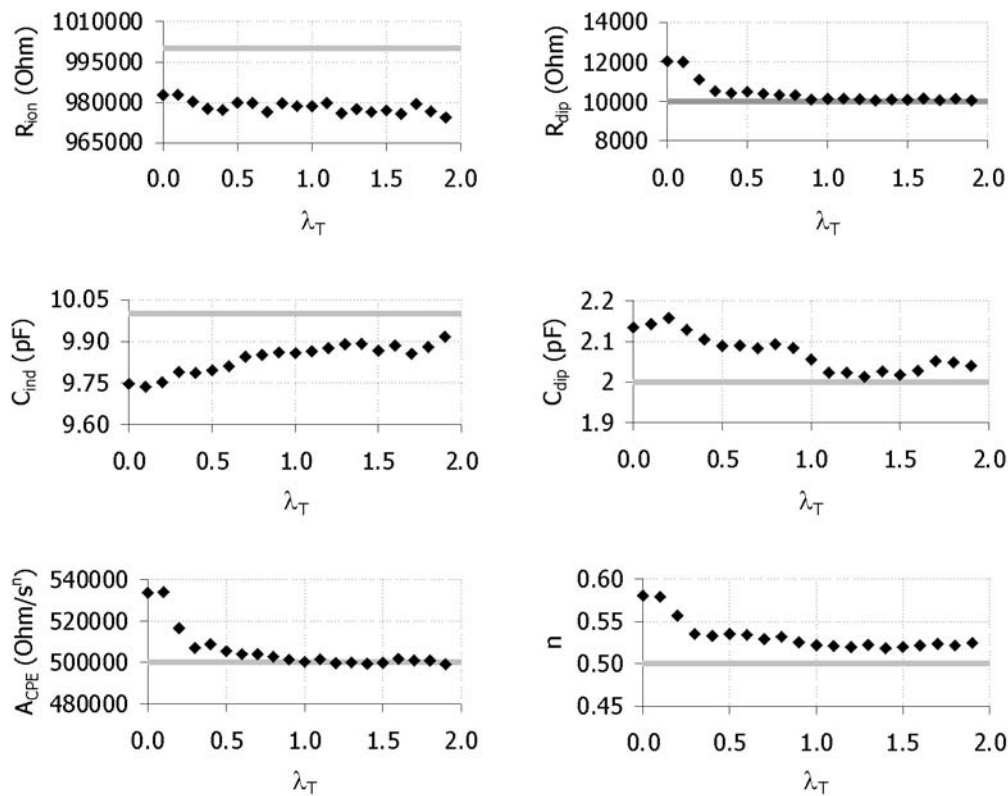 R_ion (Ohm)
1010000
995000
980000
965000
0.0 0.5 1.0 1.5 2.0
λ_T
R_dip (Ohm)
12000
14000
10000
8000
0.0 0.5 1.0 1.5 2.0
λ_T
C_ind (pF)
10.05
9.90
9.75
9.60
0.0 0.5 1.0 1.5 2.0
λ_T
C_dip (pF)
2.2
2.1
2
1.9
0.0 0.5 1.0 1.5 2.0
λ_T
A_CPE (Ohm/s^n)
540000
520000
500000
480000
0.0 0.5 1.0 1.5 2.0
λ_T
n
0.60
0.55
0.50
0.45
0.0 0.5 1.0 1.5 2.0
λ_T